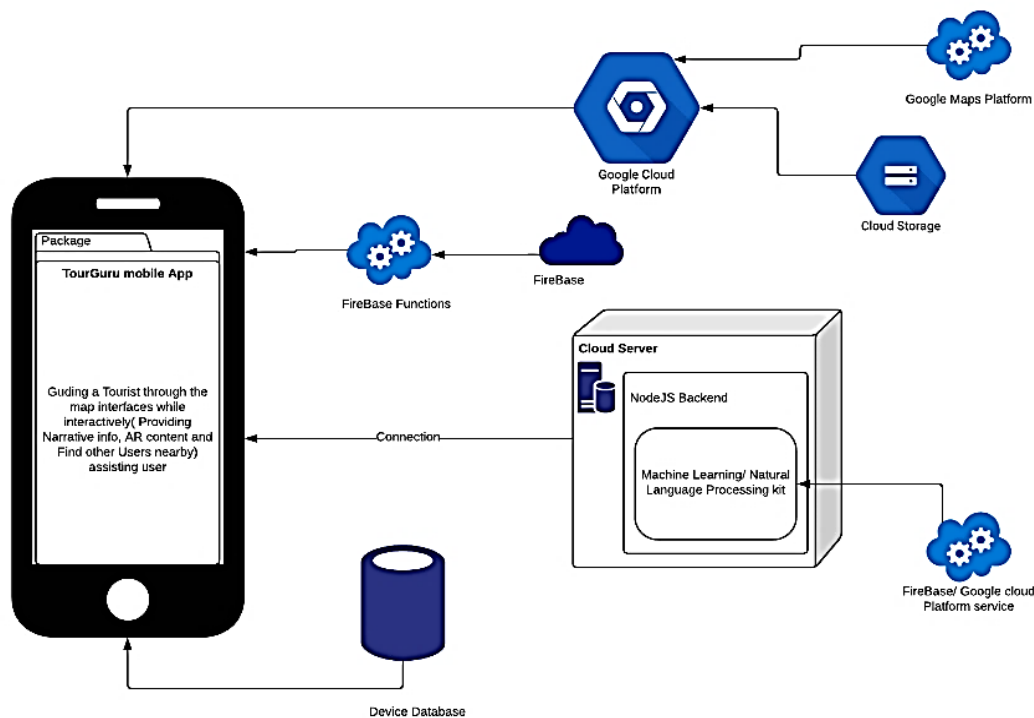 Google Maps Platform
Google Cloud
Platform
Cloud Storage
Package
TourGuru mobile App
Guding a Tourist through the
map interfaces while
interactively( Providing
Narrative info, AR content and
Find other Users nearby)
assisting user
FireBase Functions
FireBase
Cloud Server
NodeJS Backend
Connection
Machine Learning/ Natural
Language Processing kit
FireBase/ Google cloud
Platform service
Device Database